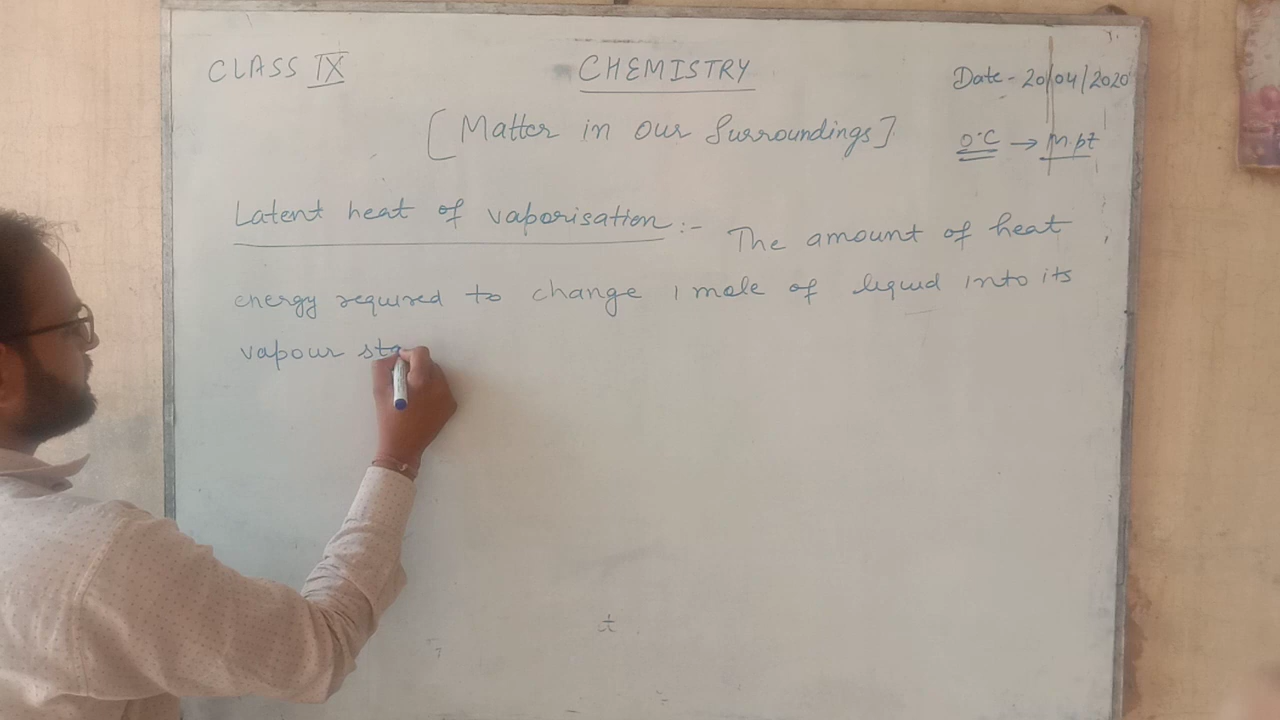 CLASS IX
CHEMISTRY
Date - 20/04/2020
[Matter in our Surroundings]
0°C → M.pt
Latent heat of vaporisation :- The amount of heat
energy required to change 1 mole of liquid into its
vapour sta
t